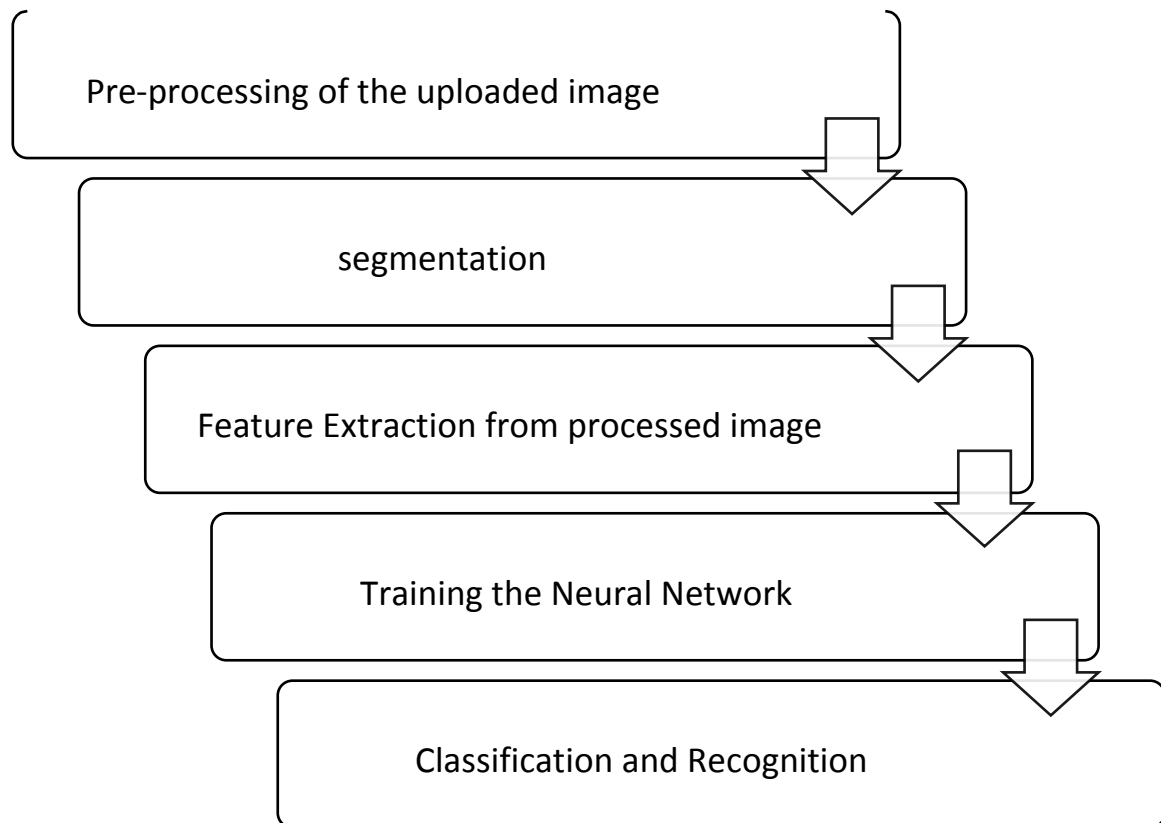 Pre-processing of the uploaded image
segmentation
Feature Extraction from processed image
Training the Neural Network
Classification and Recognition